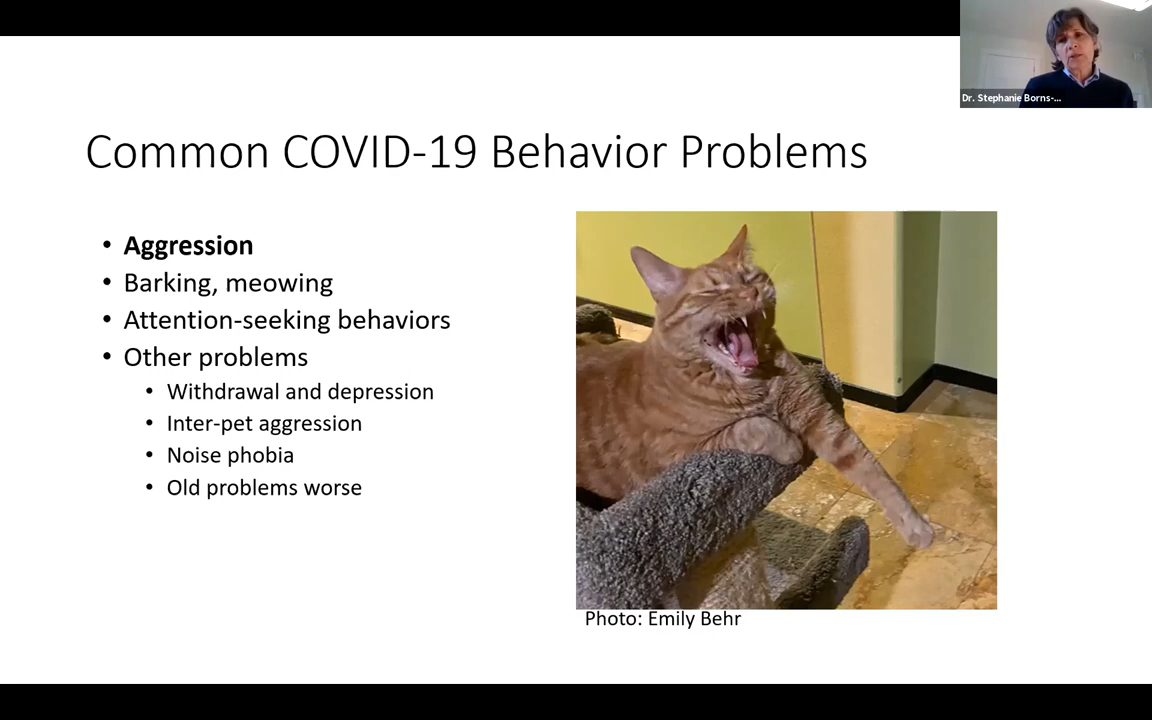 Dr. Stephanie Borns-...
Common COVID-19 Behavior Problems
• Aggression
• Barking, meowing
• Attention-seeking behaviors
• Other problems
• Withdrawal and depression
• Inter-pet aggression
• Noise phobia
• Old problems worse
Photo: Emily Behr